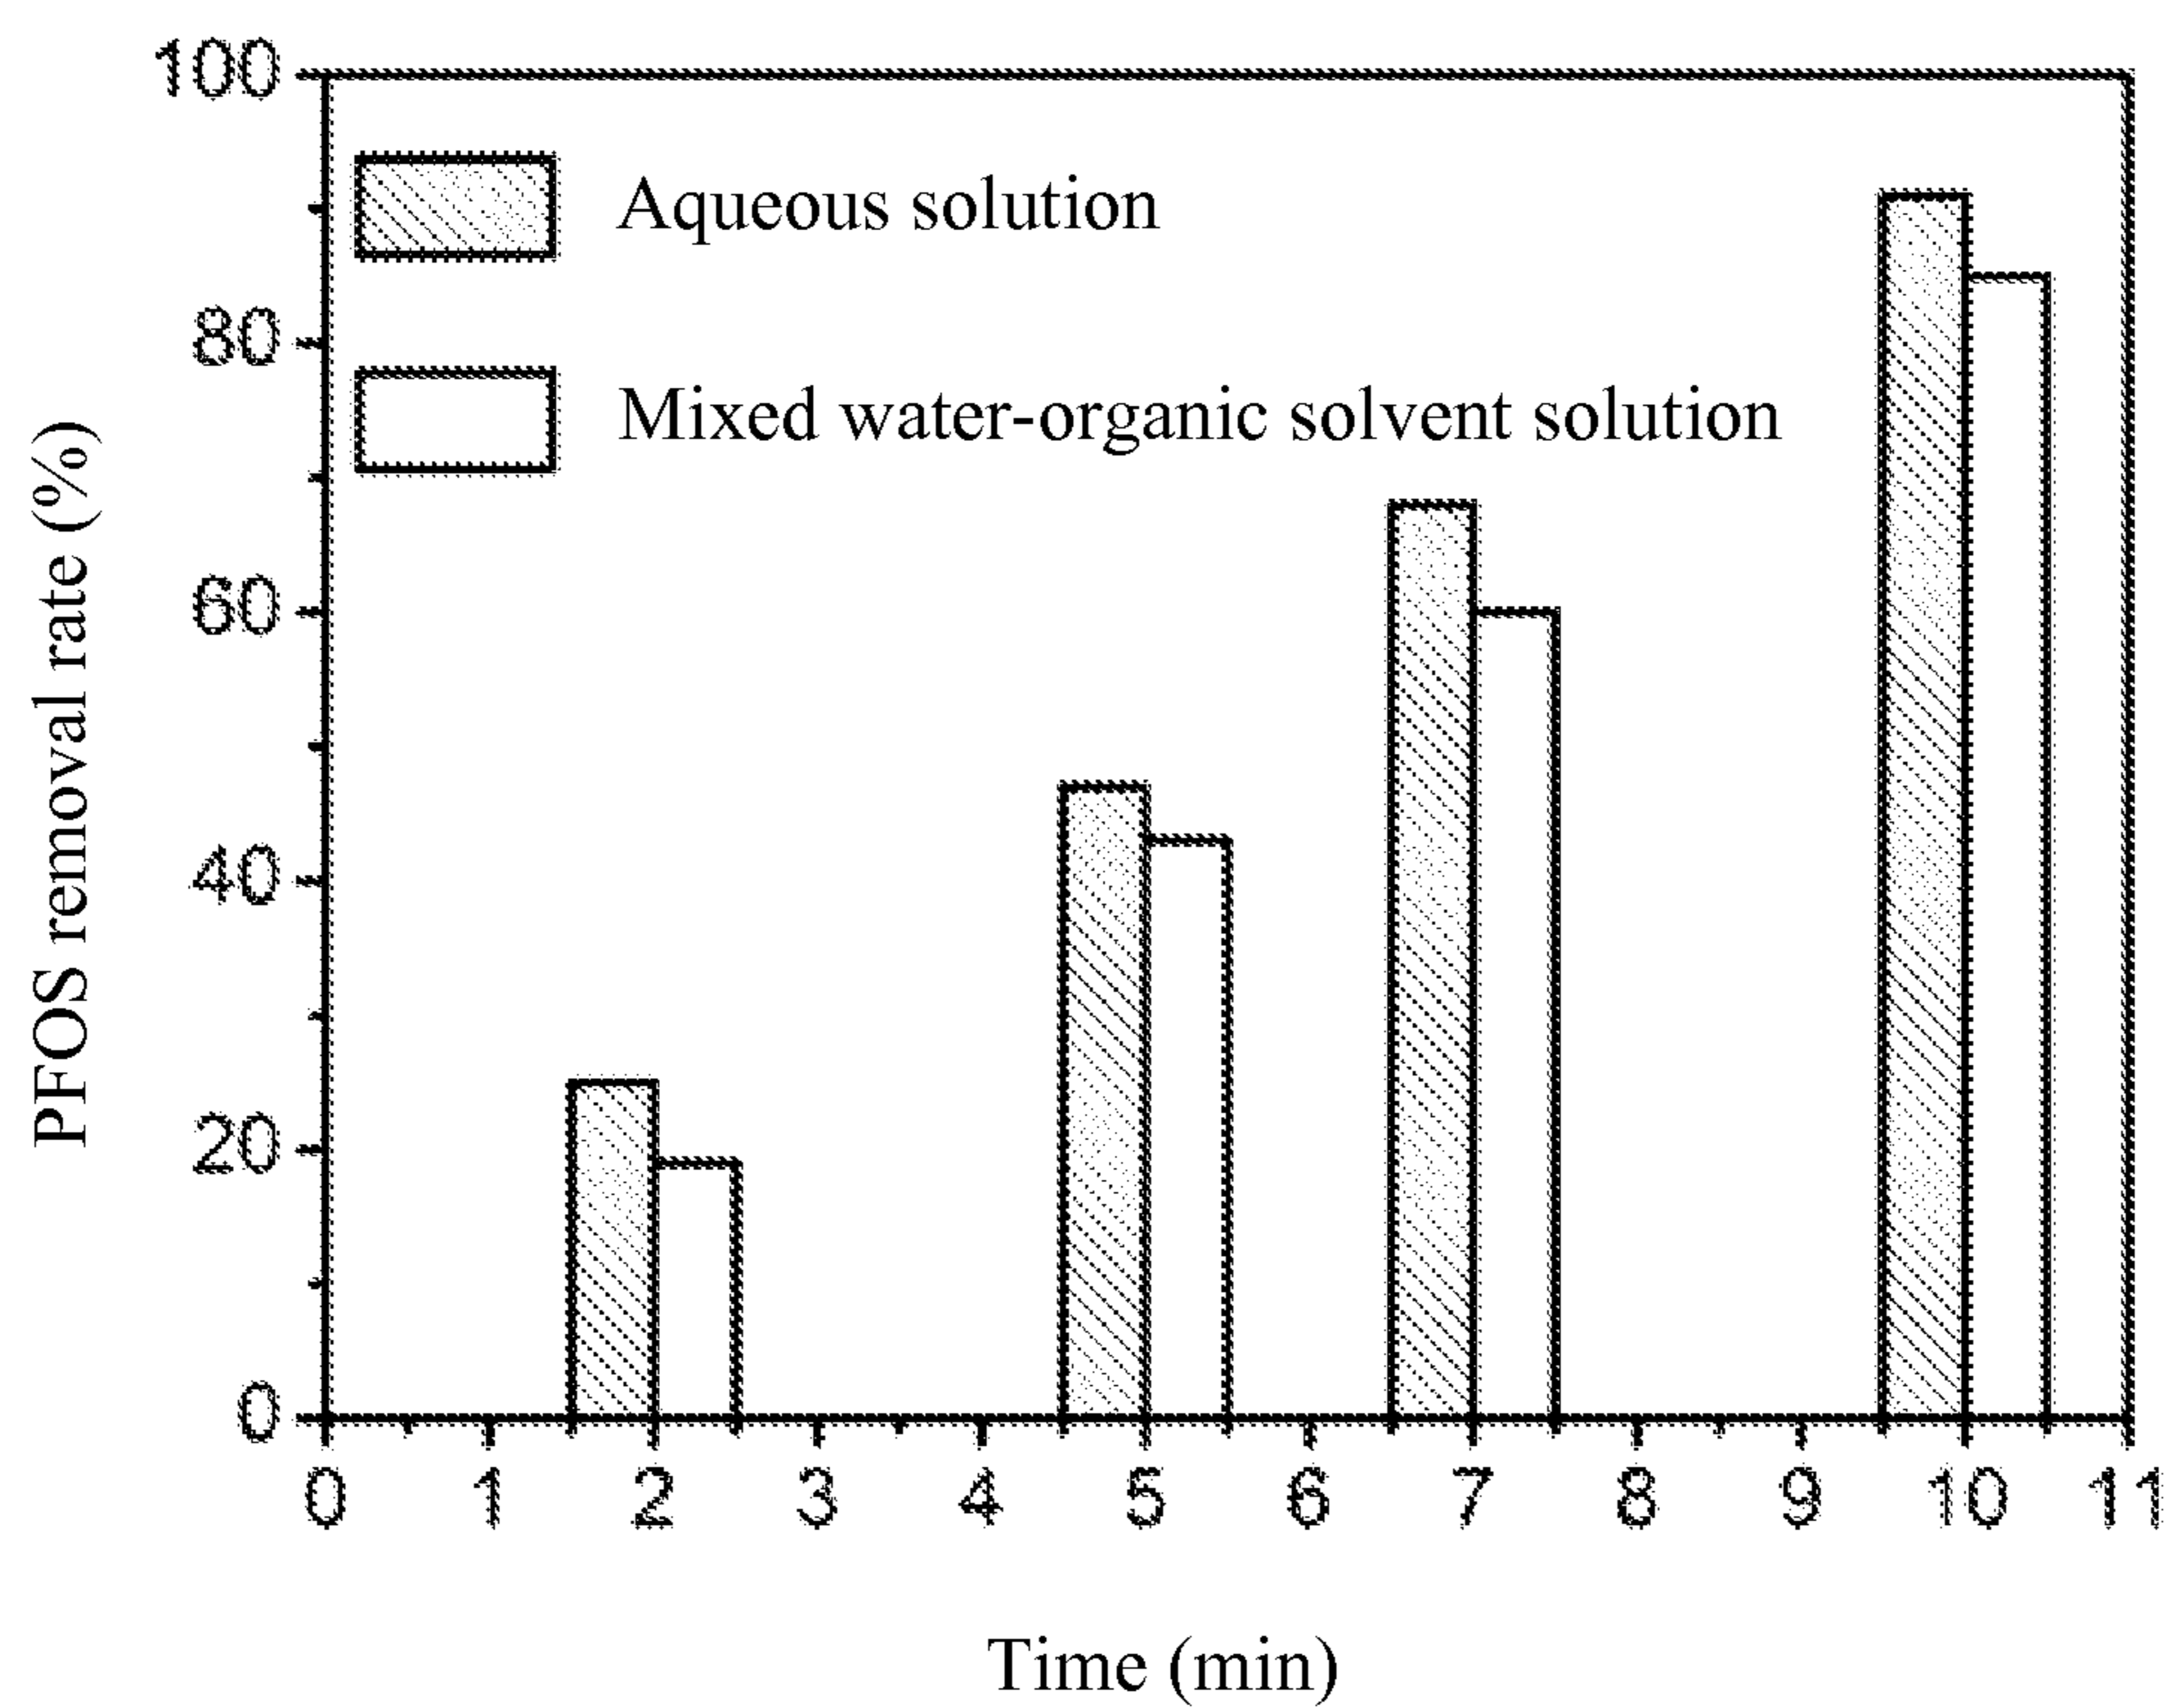 100
80
60
40
20
0
PFOS removal rate (%)
Aqueous solution
Mixed water-organic solvent solution
0 1 2 3 4 5 6 7 8 9 10 11
Time (min)